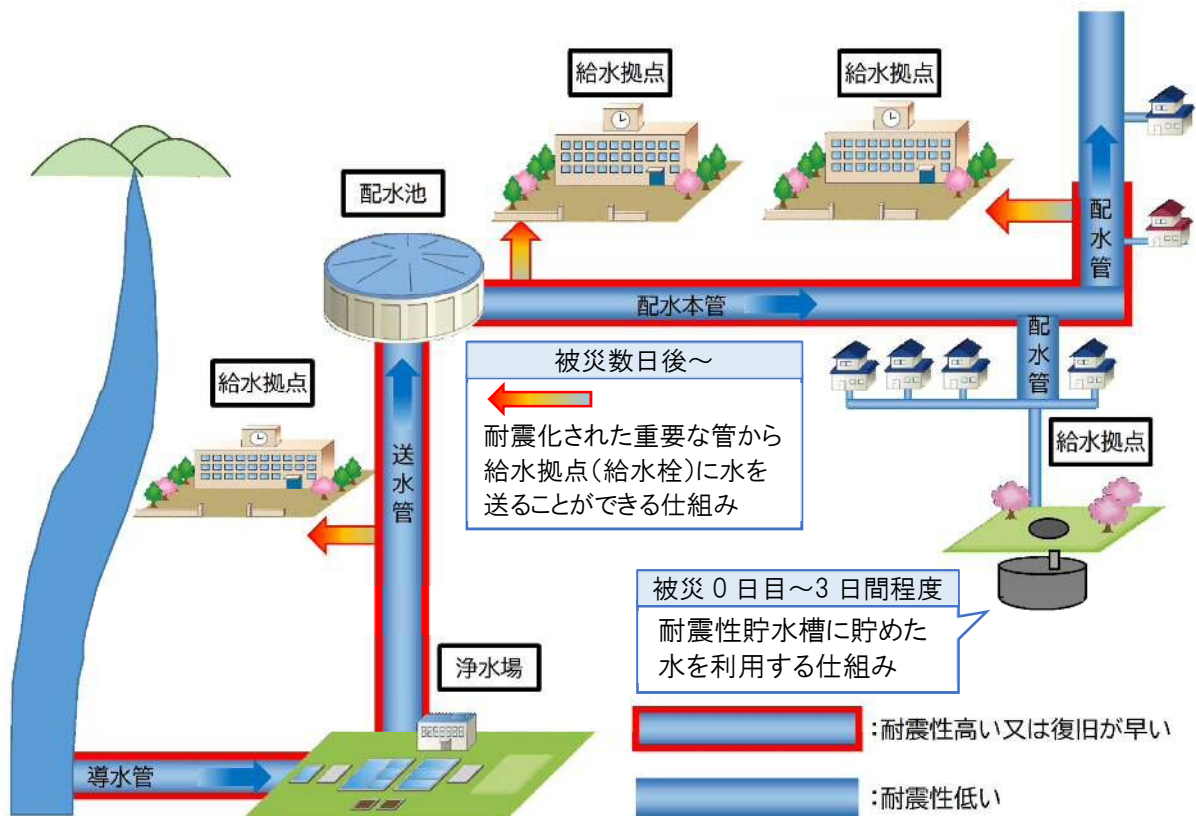 給水拠点
給水拠点
配水池
配水管
配水本管
配水管
給水拠点
送水管
被災数日後～
耐震化された重要な管から
給水拠点（給水栓）に水を
送ることができる仕組み
給水拠点
被災０日目～3日間程度
耐震性貯水槽に貯めた
水を利用する仕組み
浄水場
導水管
:耐震性高い又は復旧が早い
:耐震性低い